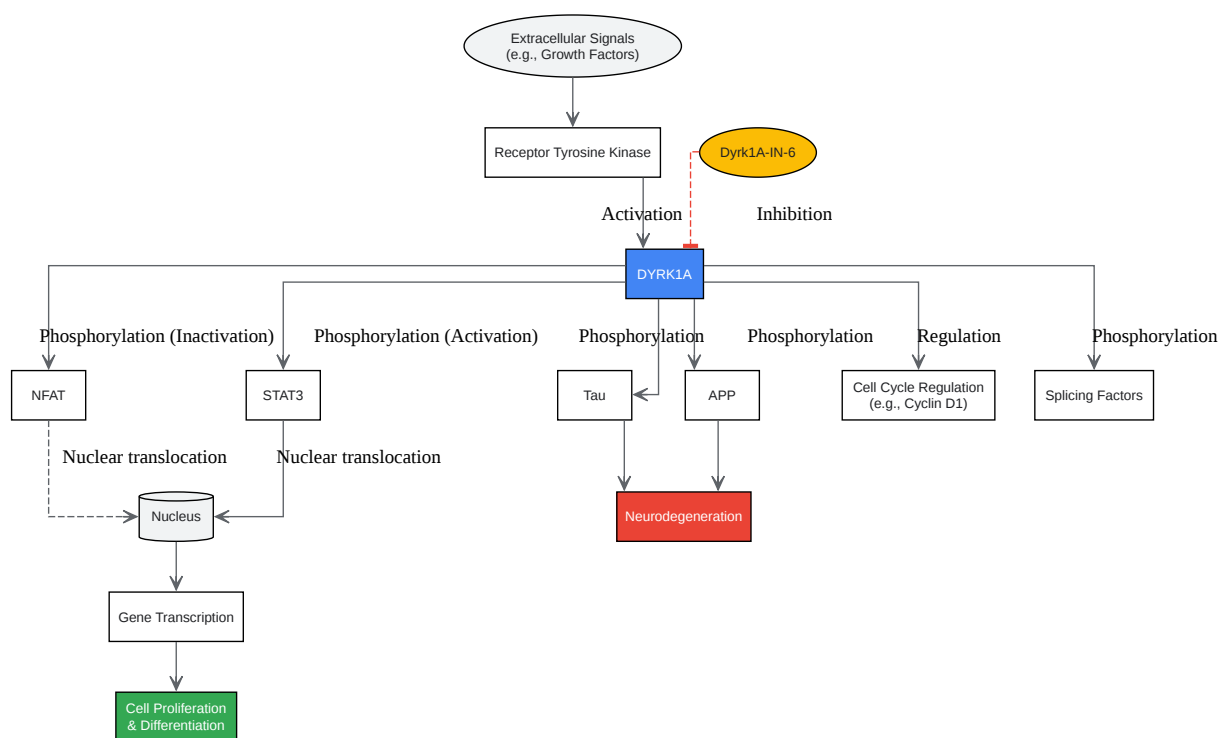 Extracellular Signals
(e.g., Growth Factors)
Receptor Tyrosine Kinase
Dyrk1A-IN-6
Activation
Inhibition
DYRK1A
Phosphorylation (Inactivation)
Phosphorylation (Activation)
Phosphorylation
Phosphorylation
Regulation
Phosphorylation
NFAT
STAT3
Tau
APP
Cell Cycle Regulation
(e.g., Cyclin D1)
Splicing Factors
Nuclear translocation
Nuclear translocation
Nucleus
Neurodegeneration
Gene Transcription
Cell Proliferation
& Differentiation